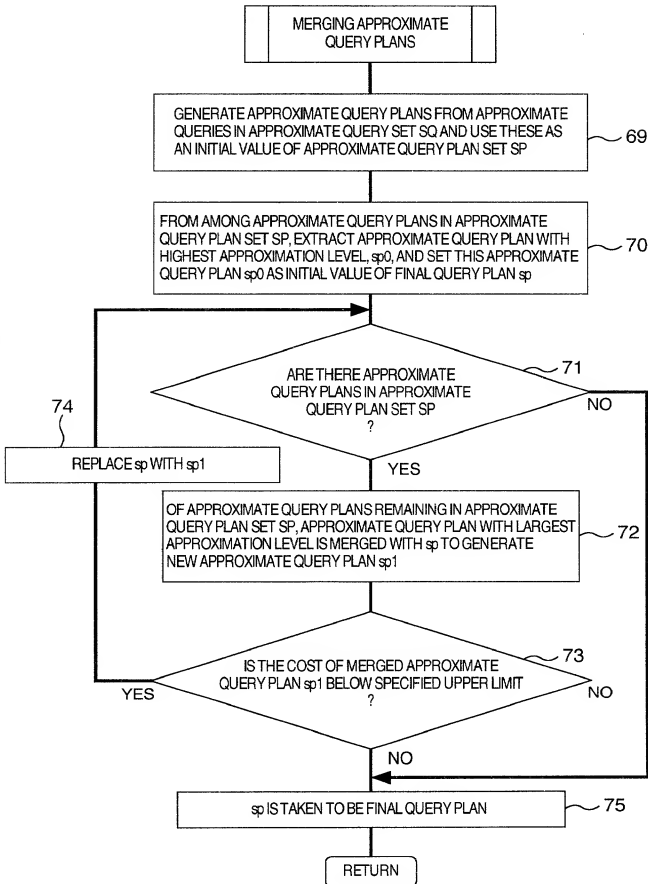 MERGING APPROXIMATE
QUERY PLANS
GENERATE APPROXIMATE QUERY PLANS FROM APPROXIMATE
QUERIES IN APPROXIMATE QUERY SET SQ AND USE THESE AS
AN INITIAL VALUE OF APPROXIMATE QUERY PLAN SET SP
69
FROM AMONG APPROXIMATE QUERY PLANS IN APPROXIMATE
QUERY PLAN SET SP, EXTRACT APPROXIMATE QUERY PLAN WITH
HIGHEST APPROXIMATION LEVEL, sp0, AND SET THIS APPROXIMATE
QUERY PLAN sp0 AS INITIAL VALUE OF FINAL QUERY PLAN sp
70
71
ARE THERE APPROXIMATE
QUERY PLANS IN APPROXIMATE
QUERY PLAN SET SP
?
NO
74
REPLACE sp WITH sp1
YES
OF APPROXIMATE QUERY PLANS REMAINING IN APPROXIMATE
QUERY PLAN SET SP, APPROXIMATE QUERY PLAN WITH LARGEST
APPROXIMATION LEVEL IS MERGED WITH sp TO GENERATE
NEW APPROXIMATE QUERY PLAN sp1
72
73
IS THE COST OF MERGED APPROXIMATE
QUERY PLAN sp1 BELOW SPECIFIED UPPER LIMIT
?
YES
NO
NO
sp IS TAKEN TO BE FINAL QUERY PLAN
75
RETURN